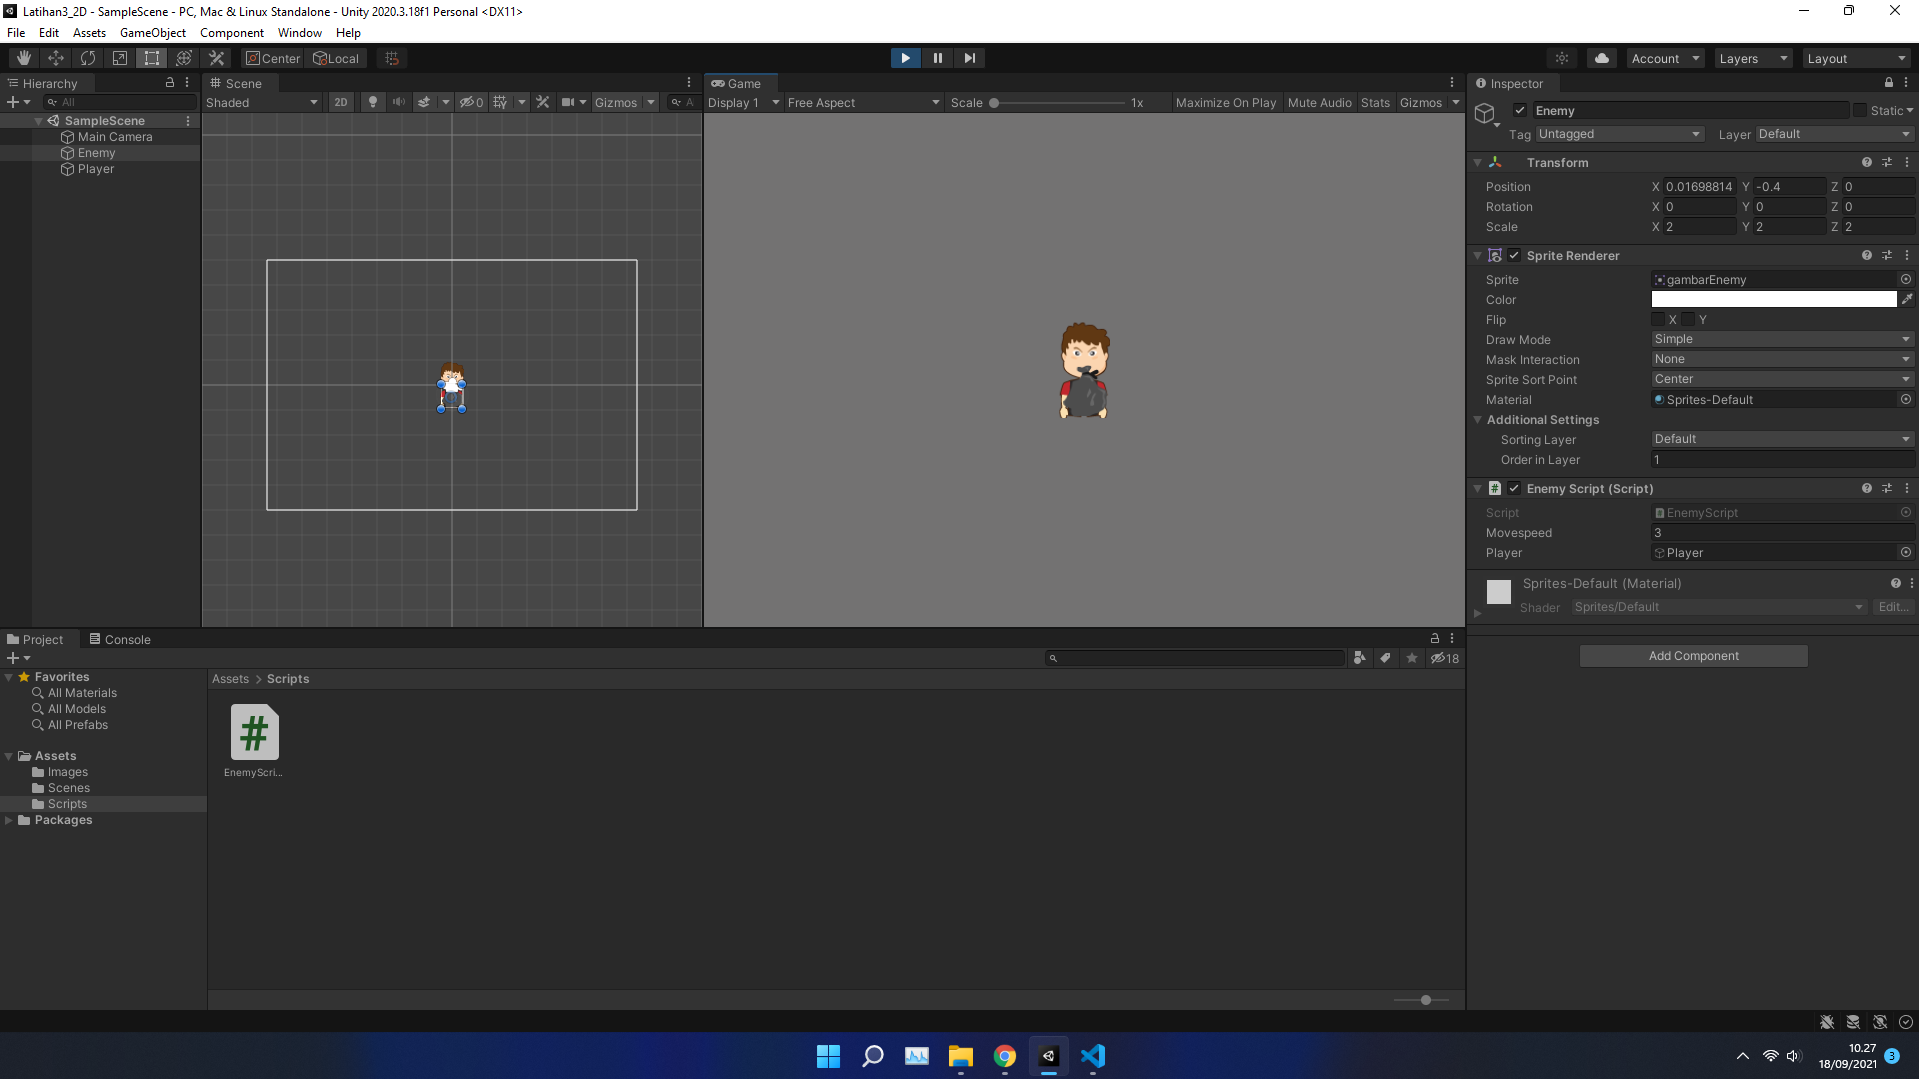 Latihan3_2D - SampleScene - PC, Mac & Linux Standalone - Unity 2020.3.18f1 Personal <DX11>
File Edit Assets GameObject Component Window Help
Center Local Account Layers Layout
Hierarchy
All
SampleScene
Main Camera
Enemy
Player
Scene
Shaded 2D 0 Gizmos A
Game
Display 1 Free Aspect Scale 1x Maximize On Play Mute Audio Stats Gizmos
Inspector
Enemy Static
Tag Untagged Layer Default
Transform
Position X 0.01698814 Y -0.4 Z 0
Rotation X 0 Y 0 Z 0
Scale X 2 Y 2 Z 2
Sprite Renderer
Sprite gambarEnemy
Color
Flip X Y
Draw Mode Simple
Mask Interaction None
Sprite Sort Point Center
Material Sprites-Default
Additional Settings
Sorting Layer Default
Order in Layer 1
# Enemy Script (Script)
Script EnemyScript
Movespeed 3
Player Player
Sprites-Default (Material)
Shader Sprites/Default Edit...
Add Component
Project Console
18
Favorites
All Materials
All Models
All Prefabs
Assets
Images
Scenes
Scripts
Packages
Assets > Scripts
#
EnemyScri...
10.27
18/09/2021 3